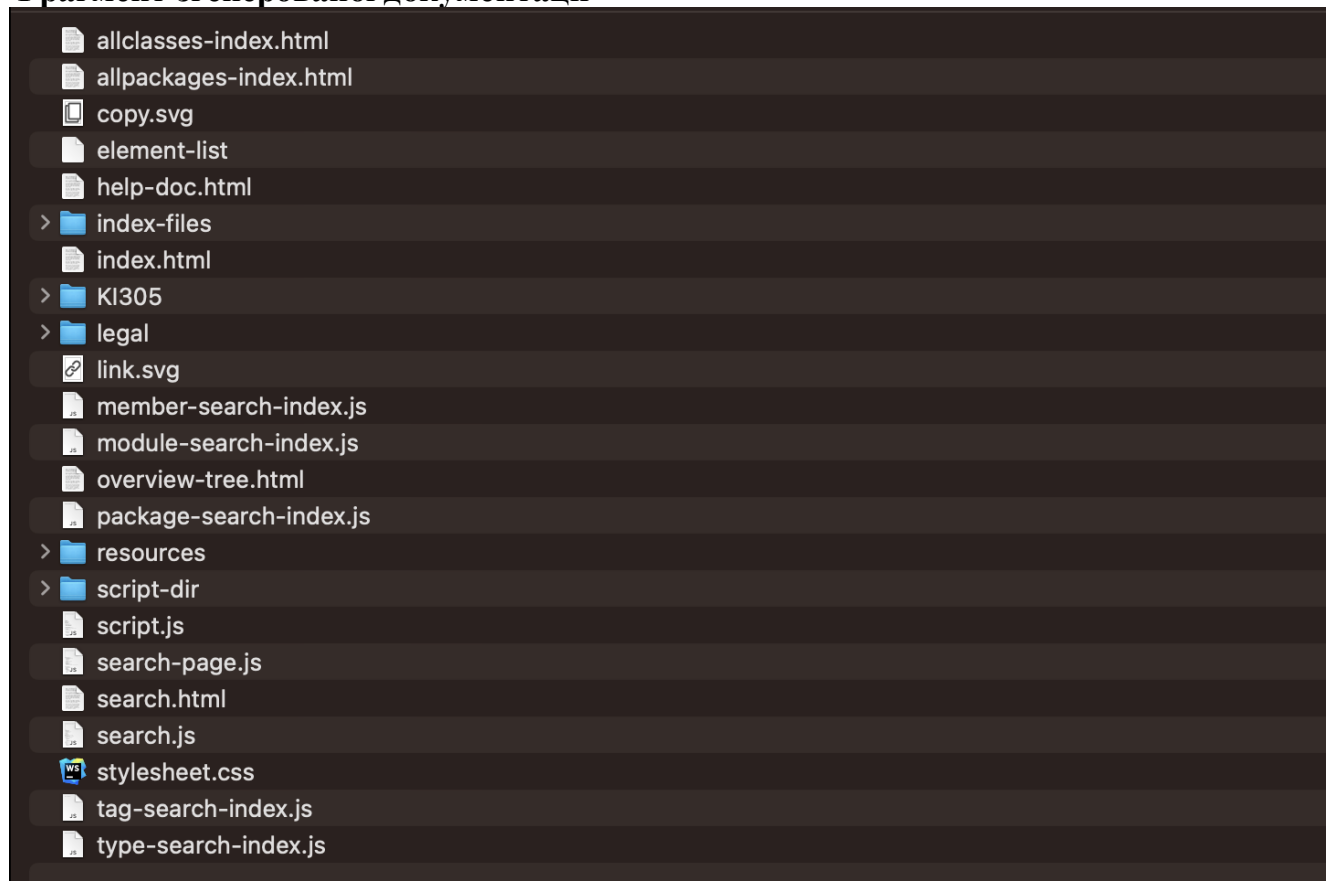 Фрагмент згенерованої документації
allclasses-index.html
allpackages-index.html
copy.svg
element-list
help-doc.html
index-files
index.html
KI305
legal
link.svg
member-search-index.js
module-search-index.js
overview-tree.html
package-search-index.js
resources
script-dir
script.js
search-page.js
search.html
search.js
stylesheet.css
tag-search-index.js
type-search-index.js